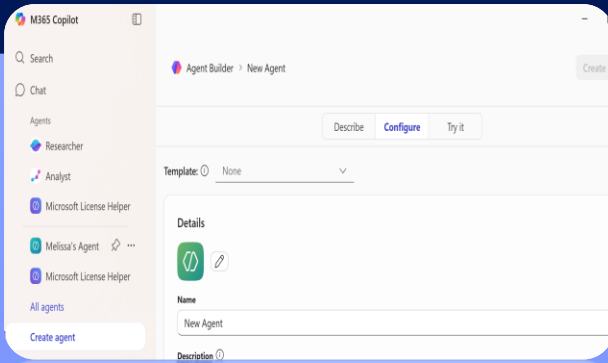 M365 Copilot
Search
Chat
Agents
Researcher
Analyst
Microsoft License Helper
Melissa's Agent
Microsoft License Helper
All agents
Create agent
Agent Builder > New Agent
Create
Describe
Configure
Try it
Template:
None
Details
Name
New Agent
Description